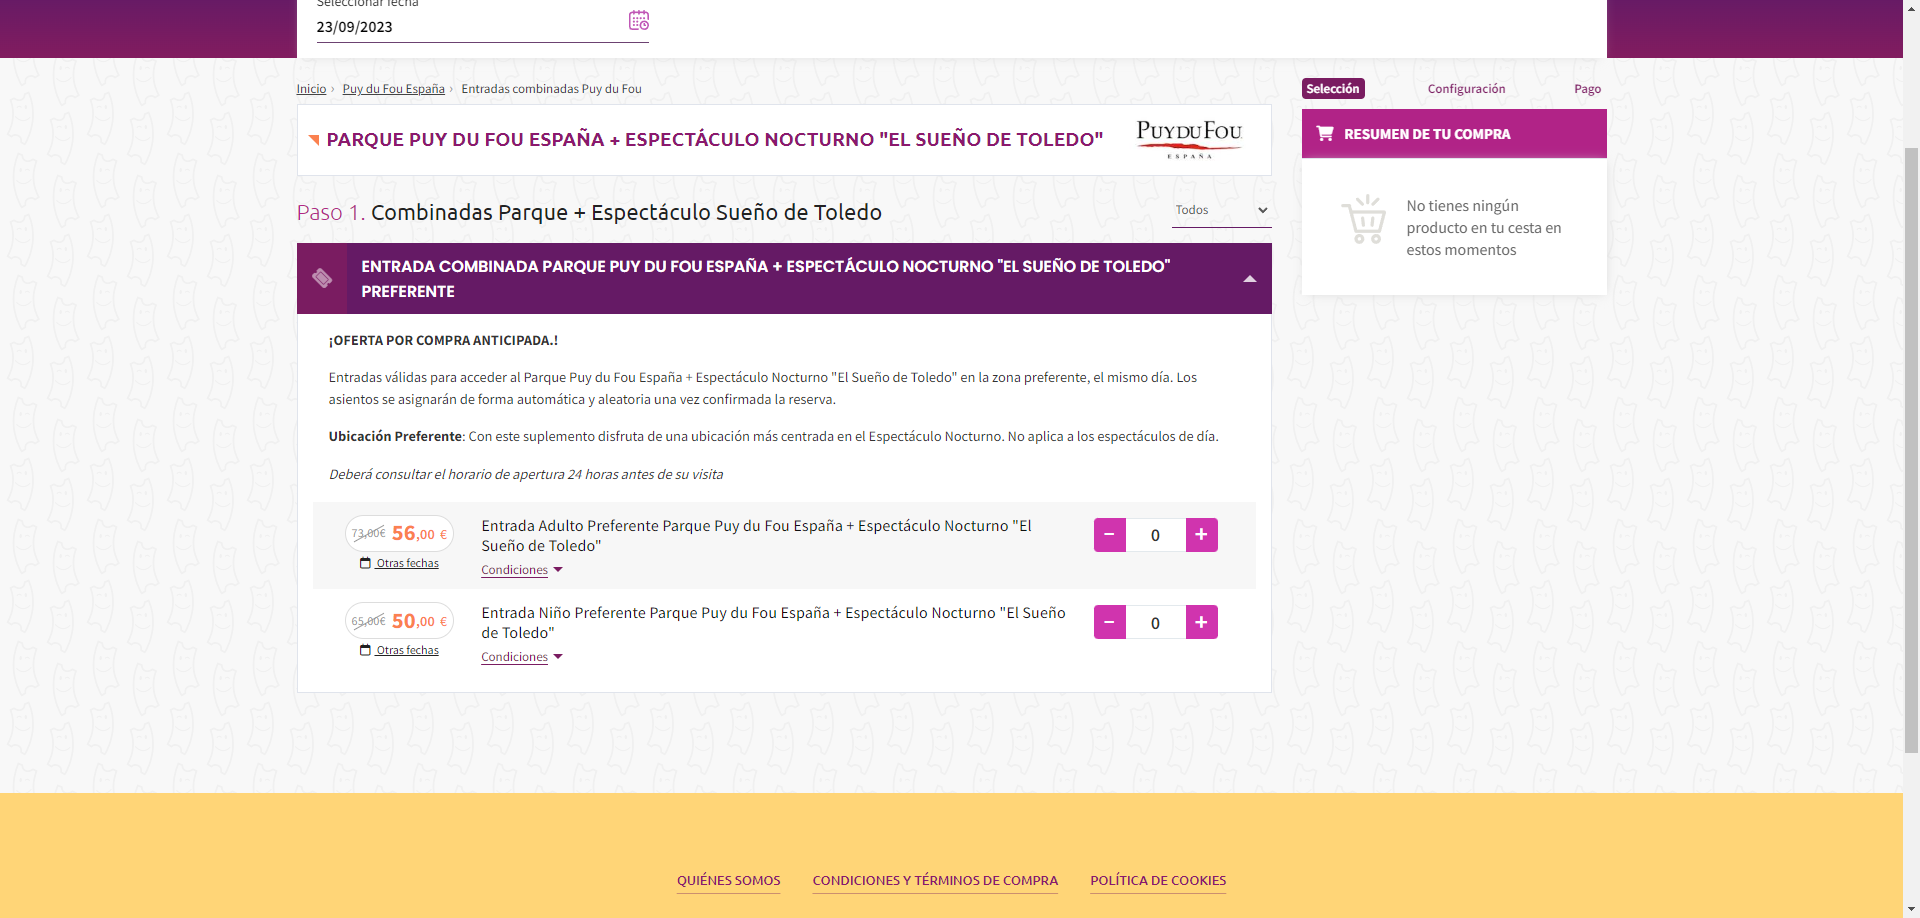 Seleccionar fecha
23/09/2023
Inicio › Puy du Fou España › Entradas combinadas Puy du Fou
Selección
Configuración
Pago
PARQUE PUY DU FOU ESPAÑA + ESPECTÁCULO NOCTURNO "EL SUEÑO DE TOLEDO"
PUY DU FOU
ESPAÑA
RESUMEN DE TU COMPRA
No tienes ningún
producto en tu cesta en
estos momentos
Paso 1. Combinadas Parque + Espectáculo Sueño de Toledo
Todos
ENTRADA COMBINADA PARQUE PUY DU FOU ESPAÑA + ESPECTÁCULO NOCTURNO "EL SUEÑO DE TOLEDO"
PREFERENTE
¡OFERTA POR COMPRA ANTICIPADA.!
Entradas válidas para acceder al Parque Puy du Fou España + Espectáculo Nocturno "El Sueño de Toledo" en la zona preferente, el mismo día. Los
asientos se asignarán de forma automática y aleatoria una vez confirmada la reserva.
Ubicación Preferente: Con este suplemento disfruta de una ubicación más centrada en el Espectáculo Nocturno. No aplica a los espectáculos de día.
Deberá consultar el horario de apertura 24 horas antes de su visita
73,00€ 56,00 €
Otras fechas
Entrada Adulto Preferente Parque Puy du Fou España + Espectáculo Nocturno "El
Sueño de Toledo"
Condiciones
− 0 +
65,00€ 50,00 €
Otras fechas
Entrada Niño Preferente Parque Puy du Fou España + Espectáculo Nocturno "El Sueño
de Toledo"
Condiciones
− 0 +
QUIÉNES SOMOS
CONDICIONES Y TÉRMINOS DE COMPRA
POLÍTICA DE COOKIES